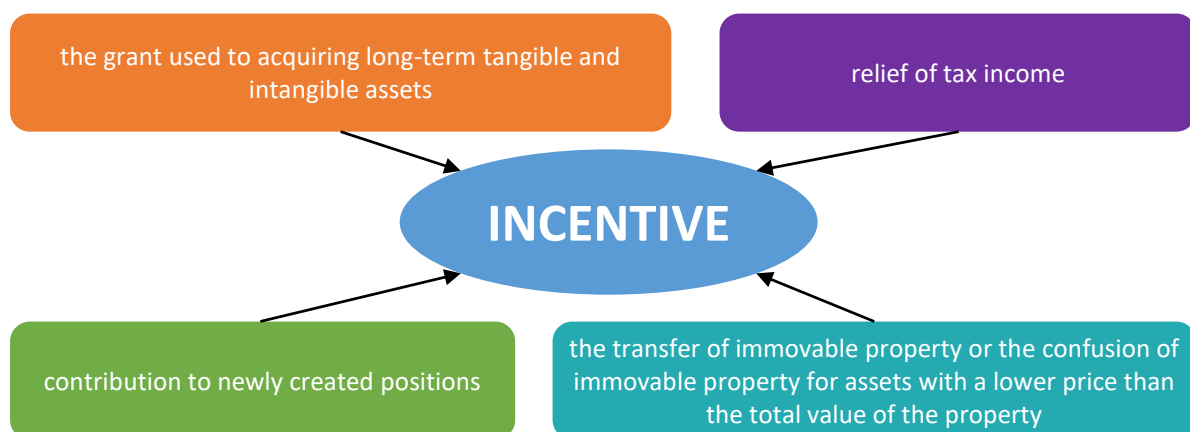 the grant used to acquiring long-term tangible and
intangible assets
relief of tax income
INCENTIVE
contribution to newly created positions
the transfer of immovable property or the confusion of
immovable property for assets with a lower price than
the total value of the property